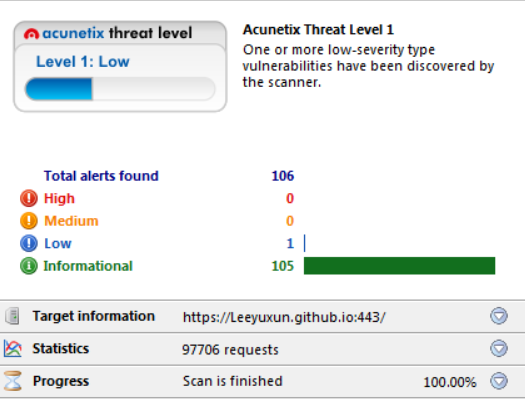 acunetix threat level
Level 1: Low
Acunetix Threat Level 1
One or more low-severity type
vulnerabilities have been discovered by
the scanner.
Total alerts found 106
High 0
Medium 0
Low 1
Informational 105
Target information https://Leeyuxun.github.io:443/
Statistics 97706 requests
Progress Scan is finished 100.00%